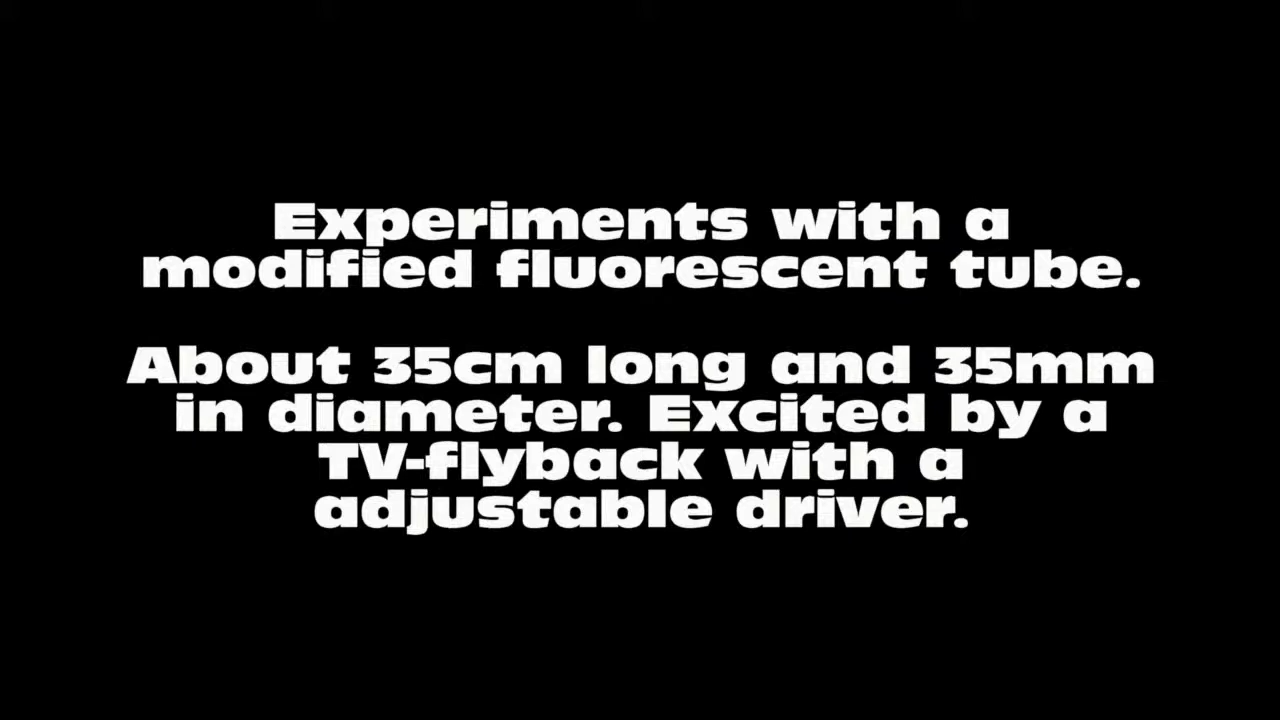 Experiments with a
modified fluorescent tube.
About 35cm long and 35mm
in diameter. Excited by a
TV-flyback with a
adjustable driver.